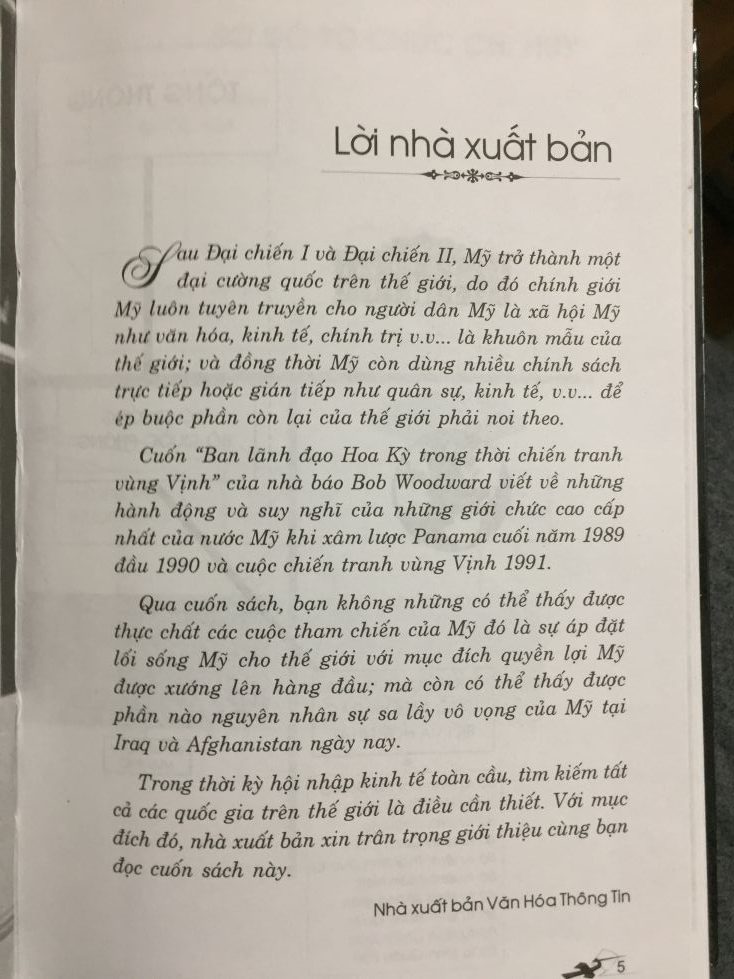 Lời nhà xuất bản
Sau Đại chiến I và Đại chiến II, Mỹ trở thành một
đại cường quốc trên thế giới, do đó chính giới
Mỹ luôn tuyên truyền cho người dân Mỹ là xã hội Mỹ
như văn hóa, kinh tế, chính trị v.v... là khuôn mẫu của
thế giới; và đồng thời Mỹ còn dùng nhiều chính sách
trực tiếp hoặc gián tiếp như quân sự, kinh tế, v.v... để
ép buộc phần còn lại của thế giới phải noi theo.
Cuốn “Ban lãnh đạo Hoa Kỳ trong thời chiến tranh
vùng Vịnh” của nhà báo Bob Woodward viết về những
hành động và suy nghĩ của những giới chức cao cấp
nhất của nước Mỹ khi xâm lược Panama cuối năm 1989
đầu 1990 và cuộc chiến tranh vùng Vịnh 1991.
Qua cuốn sách, bạn không những có thể thấy được
thực chất các cuộc tham chiến của Mỹ đó là sự áp đặt
lối sống Mỹ cho thế giới với mục đích quyền lợi Mỹ
được xướng lên hàng đầu; mà còn có thể thấy được
phần nào nguyên nhân sự sa lầy vô vọng của Mỹ tại
Iraq và Afghanistan ngày nay.
Trong thời kỳ hội nhập kinh tế toàn cầu, tìm kiếm tất
cả các quốc gia trên thế giới là điều cần thiết. Với mục
đích đó, nhà xuất bản xin trân trọng giới thiệu cùng bạn
đọc cuốn sách này.
Nhà xuất bản Văn Hóa Thông Tin
5